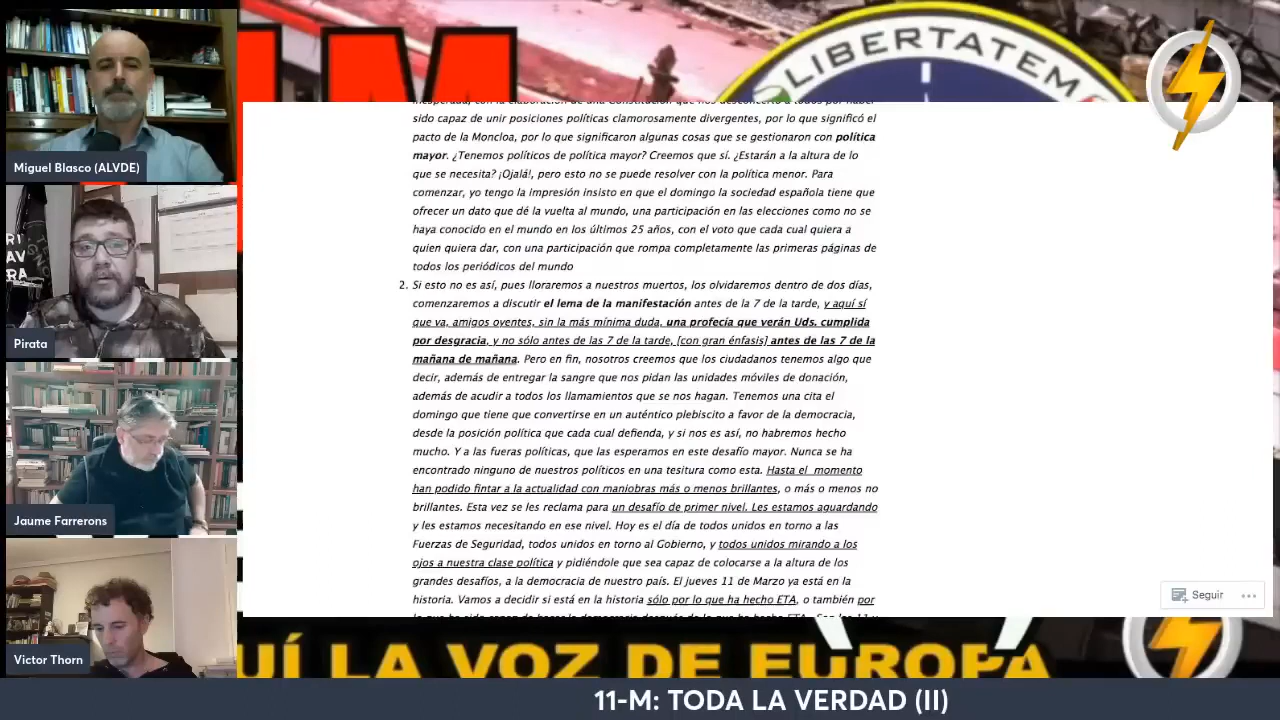 LIBERTATEM
Miguel Blasco (ALVDE)
Pirata
Jaume Farrerons
Victor Thorn
inesperada, con la elaboración de una Constitución que nos desconcertó a todos por haber
sido capaz de unir posiciones políticas clamorosamente divergentes, por lo que significó el
pacto de la Moncloa, por lo que significaron algunas cosas que se gestionaron con política
mayor. ¿Tenemos políticos de política mayor? Creemos que sí. ¿Estarán a la altura de lo
que se necesita? ¡Ojalá!, pero esto no se puede resolver con la política menor. Para
comenzar, yo tengo la impresión insisto en que el domingo la sociedad española tiene que
ofrecer un dato que dé la vuelta al mundo, una participación en las elecciones como no se
haya conocido en el mundo en los últimos 25 años, con el voto que cada cual quiera a
quien quiera dar, con una participación que rompa completamente las primeras páginas de
todos los periódicos del mundo
2. Si esto no es así, pues lloraremos a nuestros muertos, los olvidaremos dentro de dos días,
comenzaremos a discutir el lema de la manifestación antes de la 7 de la tarde, y aquí sí
que va, amigos oventes, sin la más mínima duda, una profecía que verán Uds. cumplida
por desgracia, y no sólo antes de las 7 de la tarde, [con gran énfasis] antes de las 7 de la
mañana de mañana. Pero en fin, nosotros creemos que los ciudadanos tenemos algo que
decir, además de entregar la sangre que nos pidan las unidades móviles de donación,
además de acudir a todos los llamamientos que se nos hagan. Tenemos una cita el
domingo que tiene que convertirse en un auténtico plebiscito a favor de la democracia,
desde la posición política que cada cual defienda, y si nos es así, no habremos hecho
mucho. Y a las fueras políticas, que las esperamos en este desafío mayor. Nunca se ha
encontrado ninguno de nuestros políticos en una tesitura como esta. Hasta el momento
han podido fintar a la actualidad con maniobras más o menos brillantes, o más o menos no
brillantes. Esta vez se les reclama para un desafío de primer nivel. Les estamos aguardando
y les estamos necesitando en ese nivel. Hoy es el día de todos unidos en torno a las
Fuerzas de Seguridad, todos unidos en torno al Gobierno, y todos unidos mirando a los
ojos a nuestra clase política y pidiéndole que sea capaz de colocarse a la altura de los
grandes desafíos, a la democracia de nuestro país. El jueves 11 de Marzo ya está en la
historia. Vamos a decidir si está en la historia sólo por lo que ha hecho ETA, o también por
Seguir
UÍ LA VOZ DE EUROPA
11-M: TODA LA VERDAD (II)